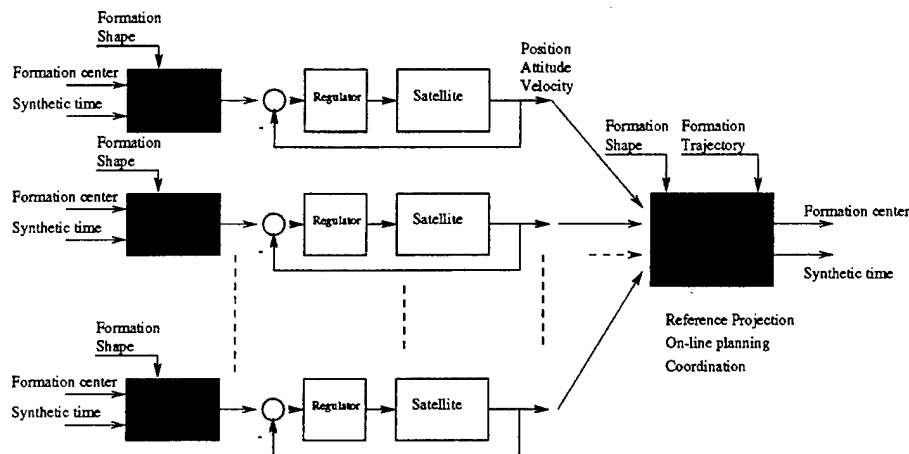 Formation
Shape
Formation center
Synthetic time
Regulator
Satellite
Position
Attitude
Velocity
Formation
Shape
Formation
Trajectory
Formation
Shape
Formation center
Synthetic time
Regulator
Satellite
Formation center
Synthetic time
Reference Projection
On-line planning
Coordination
Formation
Shape
Formation center
Synthetic time
Regulator
Satellite